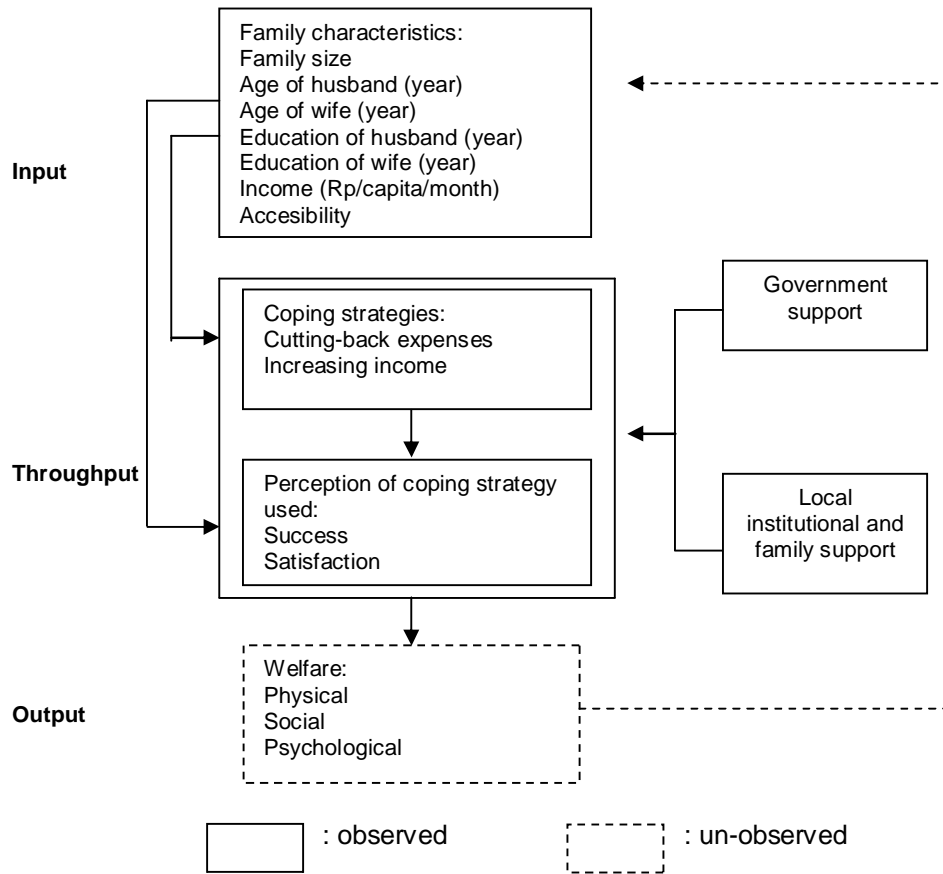 Family characteristics:
Family size
Age of husband (year)
Age of wife (year)
Education of husband (year)
Education of wife (year)
Income (Rp/capita/month)
Accesibility
Input
Coping strategies:
Cutting-back expenses
Increasing income
Government
support
Throughput
Perception of coping strategy
used:
Success
Satisfaction
Local
institutional and
family support
Output
Welfare:
Physical
Social
Psychological
: observed
: un-observed